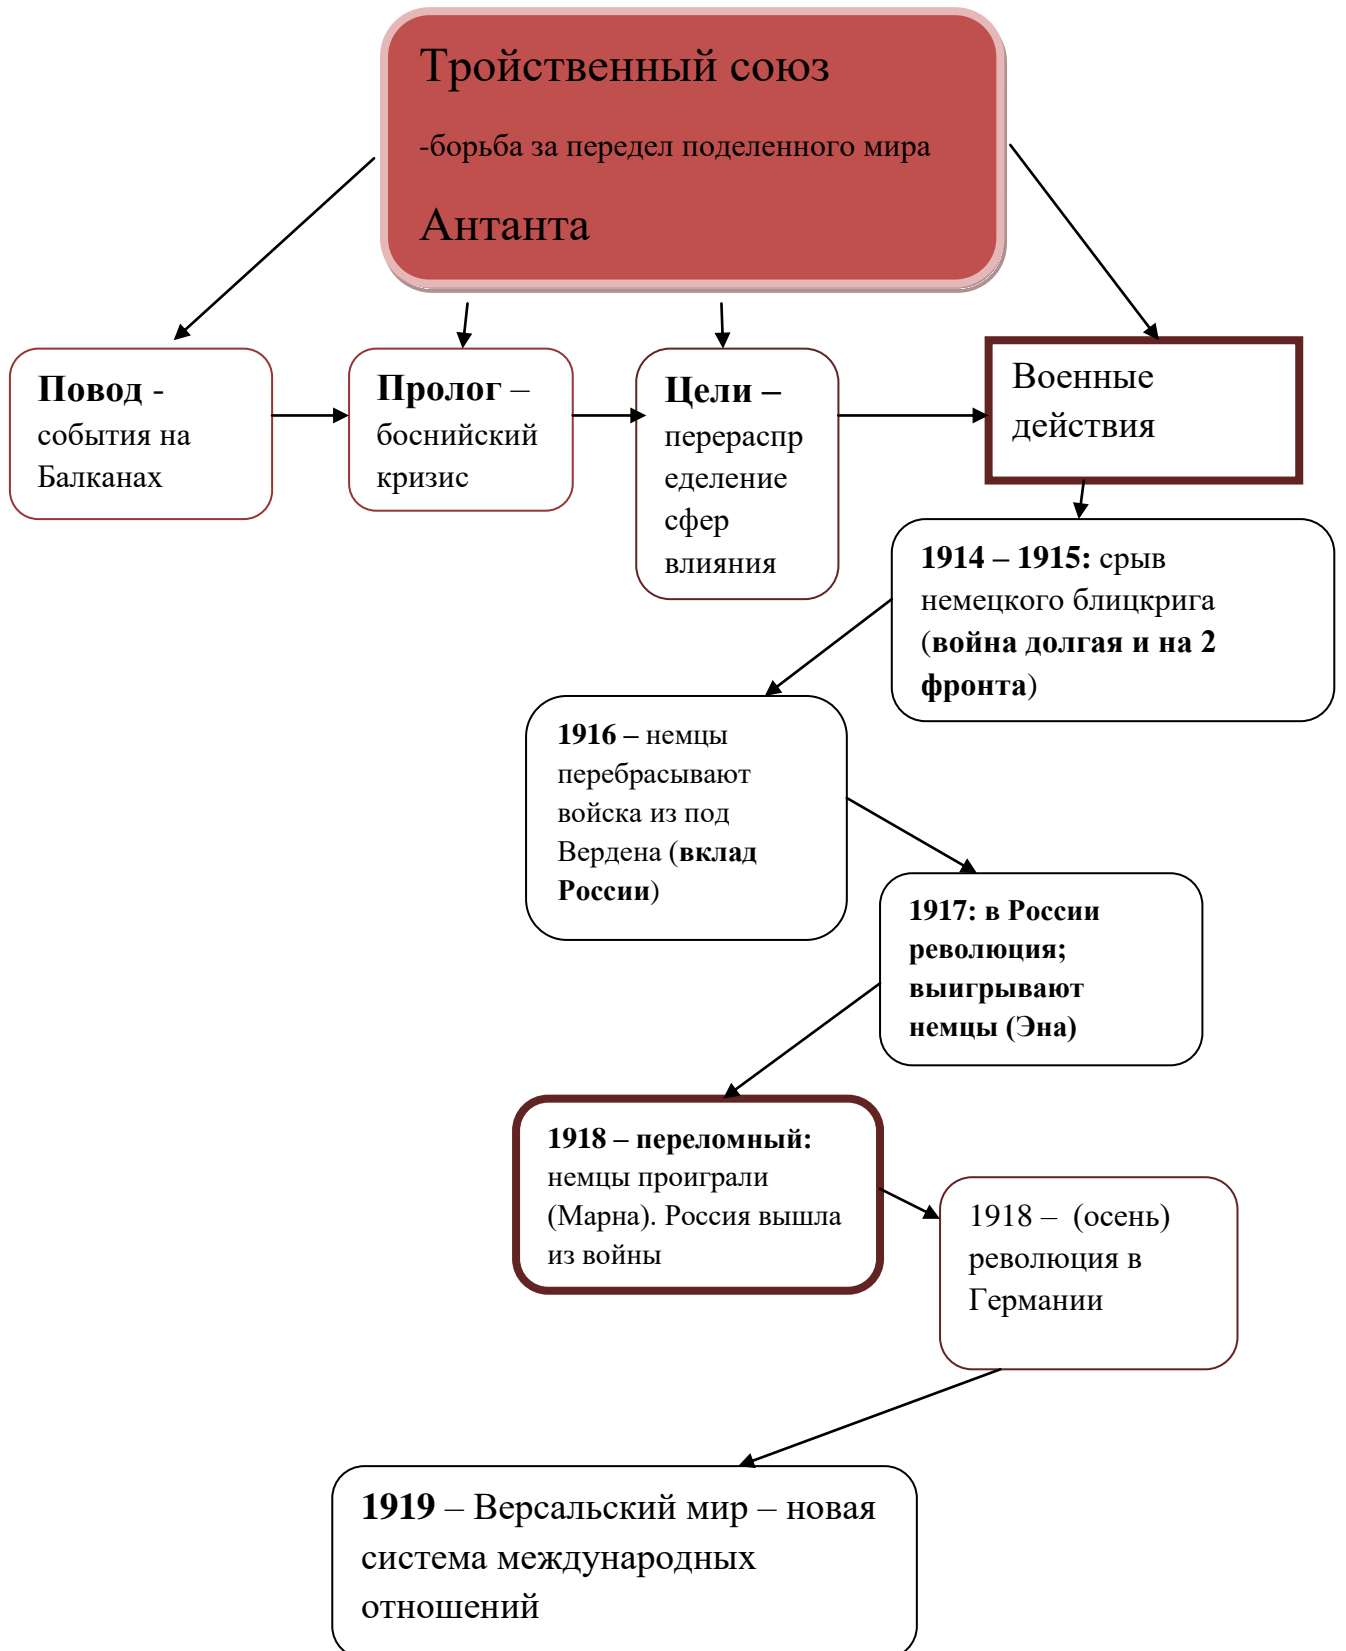 Тройственный союз
-борьба за передел поделенного мира
Антанта
Повод -
события на
Балканах
Пролог –
боснийский
кризис
Цели –
перераспр
еделение
сфер
влияния
Военные
действия
1914 – 1915: срыв
немецкого блицкрига
(война долгая и на 2
фронта)
1916 – немцы
перебрасывают
войска из под
Вердена (вклад
России)
1917: в России
революция;
выигрывают
немцы (Эна)
1918 – переломный:
немцы проиграли
(Марна). Россия вышла
из войны
1918 – (осень)
революция в
Германии
1919 – Версальский мир – новая
система международных
отношений